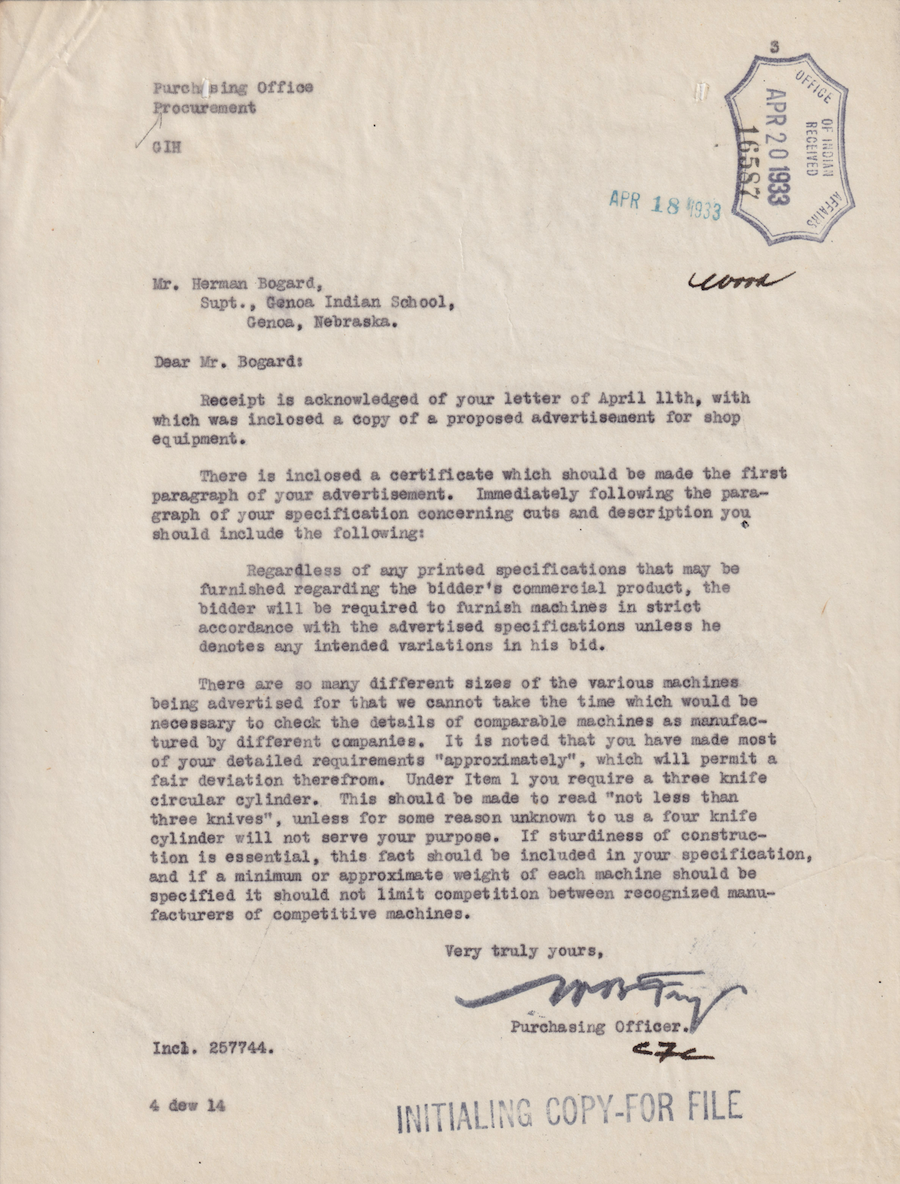 3
Purchasing Office
Procurement
GIH
OFFICE OF INDIAN AFFAIRS
RECEIVED
APR 20 1933
16587
APR 18 1933
Mr. Herman Bogard,
Supt., Genoa Indian School,
Genoa, Nebraska.
Wood
Dear Mr. Bogard:
Receipt is acknowledged of your letter of April 11th, with
which was inclosed a copy of a proposed advertisement for shop
equipment.
There is inclosed a certificate which should be made the first
paragraph of your advertisement. Immediately following the para-
graph of your specification concerning cuts and description you
should include the following:
Regardless of any printed specifications that may be
furnished regarding the bidder's commercial product, the
bidder will be required to furnish machines in strict
accordance with the advertised specifications unless he
denotes any intended variations in his bid.
There are so many different sizes of the various machines
being advertised for that we cannot take the time which would be
necessary to check the details of comparable machines as manufac-
tured by different companies. It is noted that you have made most
of your detailed requirements "approximately", which will permit a
fair deviation therefrom. Under Item 1 you require a three knife
circular cylinder. This should be made to read "not less than
three knives", unless for some reason unknown to us a four knife
cylinder will not serve your purpose. If sturdiness of construc-
tion is essential, this fact should be included in your specification,
and if a minimum or approximate weight of each machine should be
specified it should not limit competition between recognized manu-
facturers of competitive machines.
Very truly yours,
Purchasing Officer.
Incl. 257744.
4 dew 14
INITIALING COPY-FOR FILE